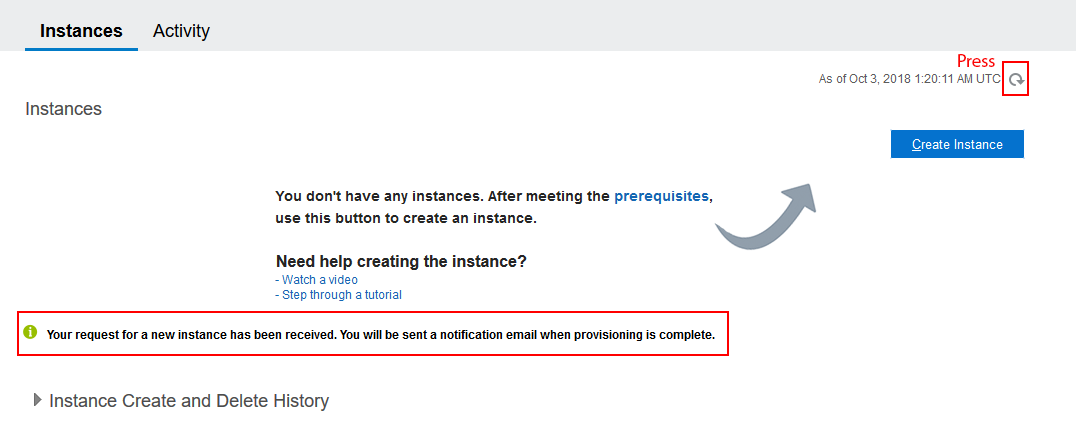 Instances Activity
Press
As of Oct 3, 2018 1:20:11 AM UTC
Instances
Create Instance
You don't have any instances. After meeting the prerequisites,
use this button to create an instance.
Need help creating the instance?
- Watch a video
- Step through a tutorial
Your request for a new instance has been received. You will be sent a notification email when provisioning is complete.
Instance Create and Delete History